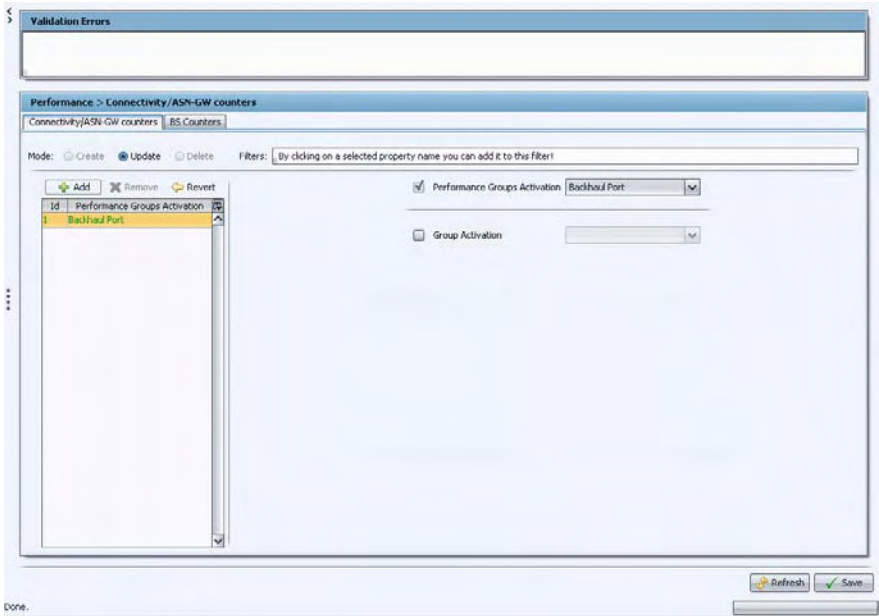 Validation Errors
Performance > Connectivity/ASN-GW counters
Connectivity/ASN-GW counters BS Counters
Mode: Create Update Delete Filters: By clicking on a selected property name you can add it to this filter!
Add Remove Revert
Performance Groups Activation Backhaul Port
Id Performance Groups Activation
1 Backhaul Port
Group Activation
Refresh Save
Done.